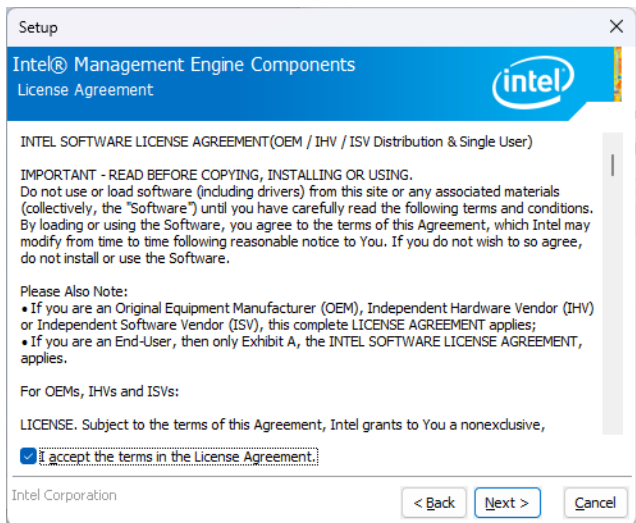 Setup
Intel® Management Engine Components
License Agreement
intel
INTEL SOFTWARE LICENSE AGREEMENT(OEM / IHV / ISV Distribution & Single User)
IMPORTANT - READ BEFORE COPYING, INSTALLING OR USING.
Do not use or load software (including drivers) from this site or any associated materials
(collectively, the "Software") until you have carefully read the following terms and conditions.
By loading or using the Software, you agree to the terms of this Agreement, which Intel may
modify from time to time following reasonable notice to You. If you do not wish to so agree,
do not install or use the Software.
Please Also Note:
• If you are an Original Equipment Manufacturer (OEM), Independent Hardware Vendor (IHV)
or Independent Software Vendor (ISV), this complete LICENSE AGREEMENT applies;
• If you are an End-User, then only Exhibit A, the INTEL SOFTWARE LICENSE AGREEMENT,
applies.
For OEMs, IHVs and ISVs:
LICENSE. Subject to the terms of this Agreement, Intel grants to You a nonexclusive,
I accept the terms in the License Agreement.
Intel Corporation
< Back Next > Cancel